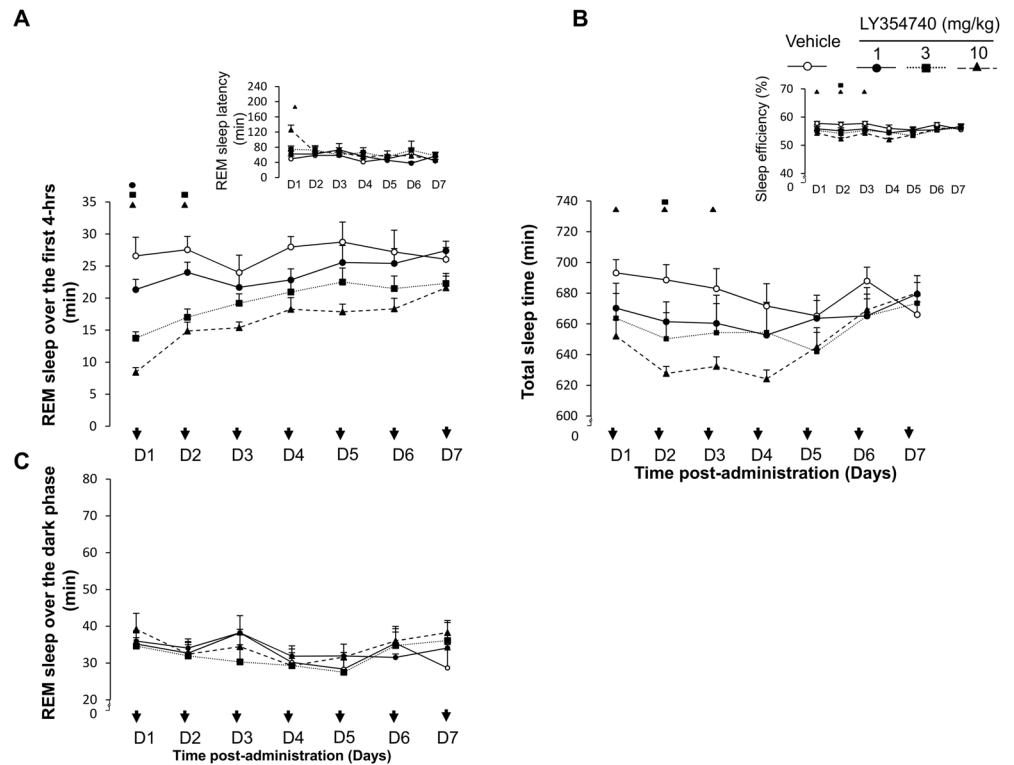 A
B
LY354740 (mg/kg)
Vehicle
1 3 10
REM sleep latency
(min)
240
200
160
120
80
40
0
D1 D2 D3 D4 D5 D6 D7
Sleep efficiency (%)
70
60
50
40
0
D1 D2 D3 D4 D5 D6 D7
REM sleep over the first 4-hrs
(min)
35
30
25
20
15
10
5
0
D1 D2 D3 D4 D5 D6 D7
Total sleep time (min)
740
720
700
680
660
640
620
600
0
D1 D2 D3 D4 D5 D6 D7
Time post-administration (Days)
C
REM sleep over the dark phase
(min)
80
70
60
50
40
30
20
0
D1 D2 D3 D4 D5 D6 D7
Time post-administration (Days)